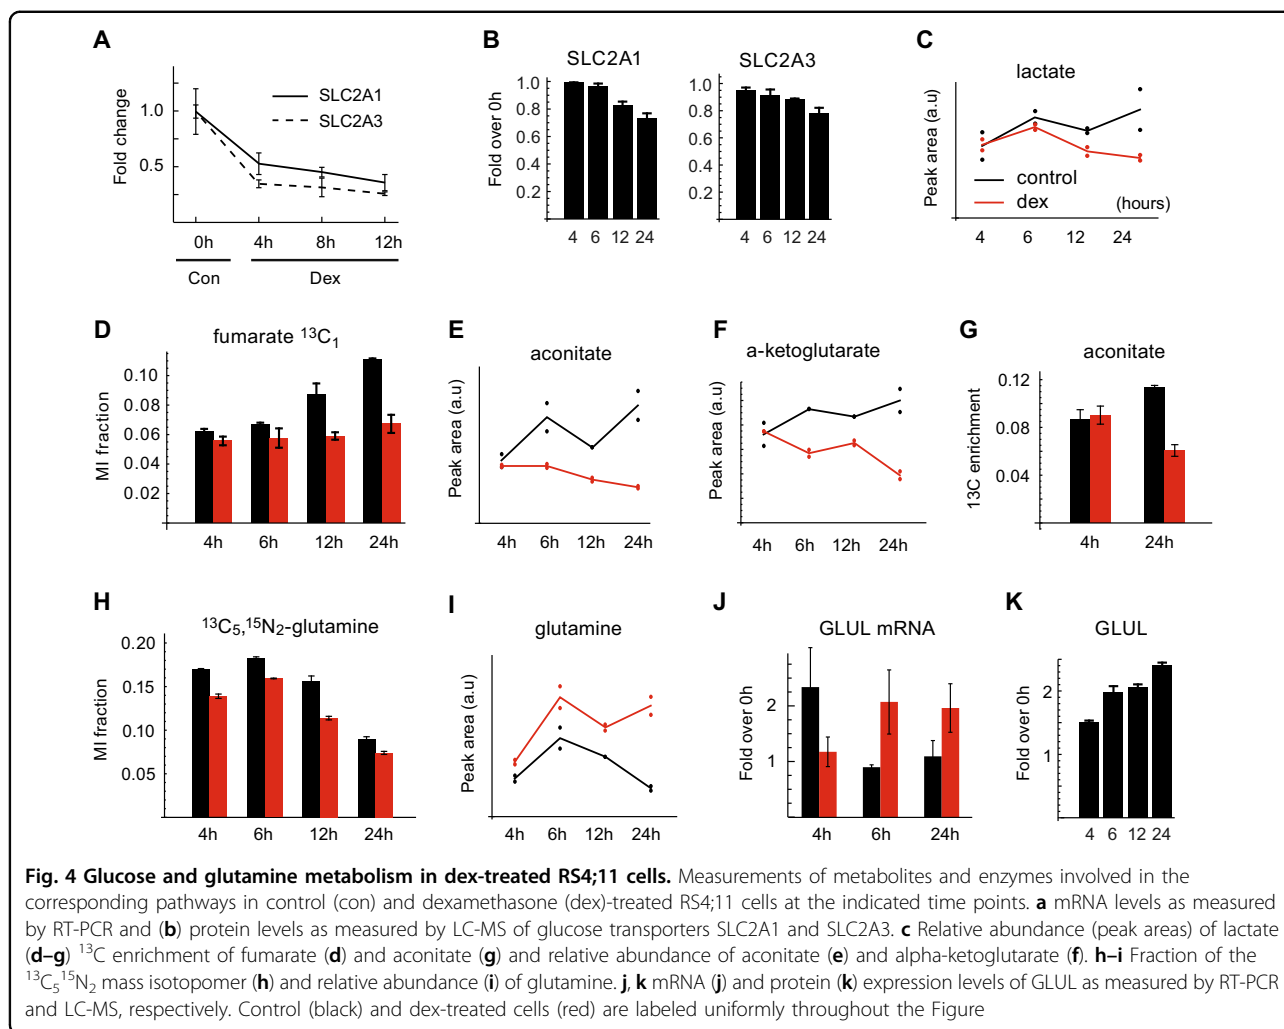 A
Fold change
1.0
0.5
SLC2A1
SLC2A3
0h 4h 8h 12h
Con Dex
B
SLC2A1
Fold over 0h
1.0
0.8
0.6
0.4
0.2
4 6 12 24
SLC2A3
1.0
0.8
0.6
0.4
0.2
4 6 12 24
C
lactate
Peak area (a.u)
control
dex
(hours)
4 6 12 24
D
fumarate ¹³C₁
MI fraction
0.10
0.08
0.06
0.04
0.02
4h 6h 12h 24h
E
aconitate
Peak area (a.u)
4h 6h 12h 24h
F
a-ketoglutarate
Peak area (a.u)
4h 6h 12h 24h
G
aconitate
13C enrichment
0.12
0.08
0.04
4h 24h
H
¹³C₅,¹⁵N₂-glutamine
MI fraction
0.20
0.15
0.10
0.05
4h 6h 12h 24h
I
glutamine
Peak area (a.u)
4h 6h 12h 24h
J
GLUL mRNA
Fold over 0h
2
1
4h 6h 24h
K
GLUL
Fold over 0h
2
1
4 6 12 24
Fig. 4 Glucose and glutamine metabolism in dex-treated RS4;11 cells. Measurements of metabolites and enzymes involved in the
corresponding pathways in control (con) and dexamethasone (dex)-treated RS4;11 cells at the indicated time points. a mRNA levels as measured
by RT-PCR and (b) protein levels as measured by LC-MS of glucose transporters SLC2A1 and SLC2A3. c Relative abundance (peak areas) of lactate
(d–g) ¹³C enrichment of fumarate (d) and aconitate (g) and relative abundance of aconitate (e) and alpha-ketoglutarate (f). h–i Fraction of the
¹³C₅¹⁵N₂ mass isotopomer (h) and relative abundance (i) of glutamine. j, k mRNA (j) and protein (k) expression levels of GLUL as measured by RT-PCR
and LC-MS, respectively. Control (black) and dex-treated cells (red) are labeled uniformly throughout the Figure